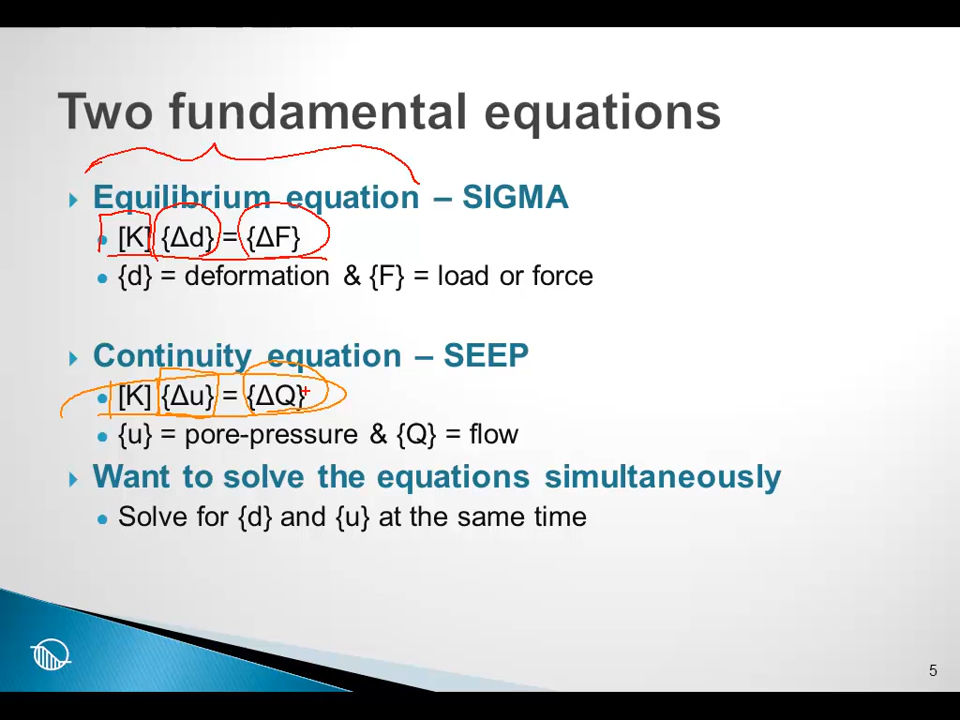 Two fundamental equations
Equilibrium equation – SIGMA
[K] {Δd} = {ΔF}
{d} = deformation & {F} = load or force
Continuity equation – SEEP
[K] {Δu} = {ΔQ}
{u} = pore-pressure & {Q} = flow
Want to solve the equations simultaneously
Solve for {d} and {u} at the same time
5